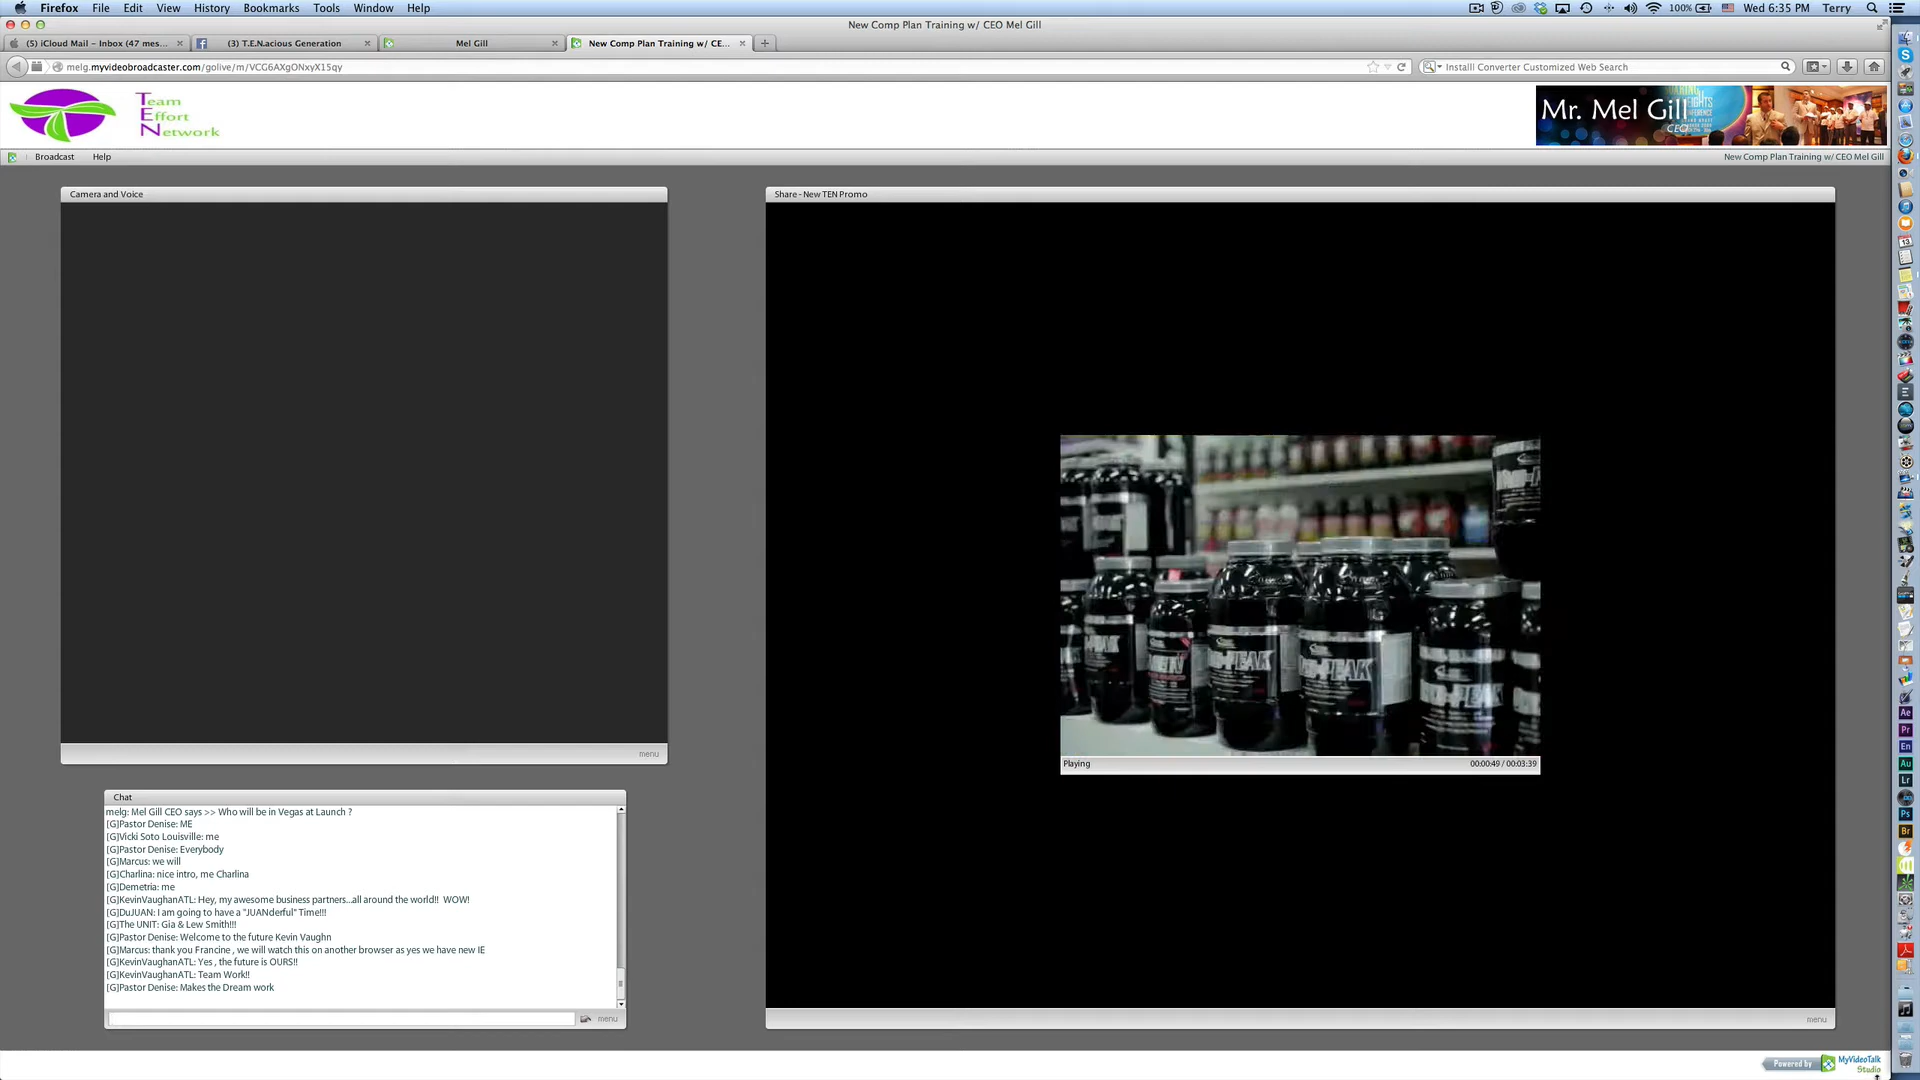 Firefox File Edit View History Bookmarks Tools Window Help
100% Wed 6:35 PM Terry
New Comp Plan Training w/ CEO Mel Gill
(5) iCloud Mail – Inbox (47 mes...
(3) T.E.N.acious Generation
Mel Gill
New Comp Plan Training w/ CE...
melg.myvideobroadcaster.com/golive/m/VCG6AXgONxyX15qy
Installl Converter Customized Web Search
Team
Effort
Network
Mr. Mel Gill
CEO
Broadcast Help
New Comp Plan Training w/ CEO Mel Gill
Camera and Voice
menu
Share - New TEN Promo
Playing
00:00:49 / 00:03:39
menu
Chat
melg: Mel Gill CEO says >> Who will be in Vegas at Launch ?
[G]Pastor Denise: ME
[G]Vicki Soto Louisville: me
[G]Pastor Denise: Everybody
[G]Marcus: we will
[G]Charlina: nice intro, me Charlina
[G]Demetria: me
[G]KevinVaughanATL: Hey, my awesome business partners...all around the world!! WOW!
[G]DuJUAN: I am going to have a "JUANderful" Time!!!
[G]The UNIT: Gia & Lew Smith!!!
[G]Pastor Denise: Welcome to the future Kevin Vaughn
[G]Marcus: thank you Francine , we will watch this on another browser as yes we have new IE
[G]KevinVaughanATL: Yes , the future is OURS!!
[G]KevinVaughanATL: Team Work!!
[G]Pastor Denise: Makes the Dream work
menu
Powered by
MyVideoTalk
Studio
13
Ae
Pr
En
Au
Lr
Ps
Br